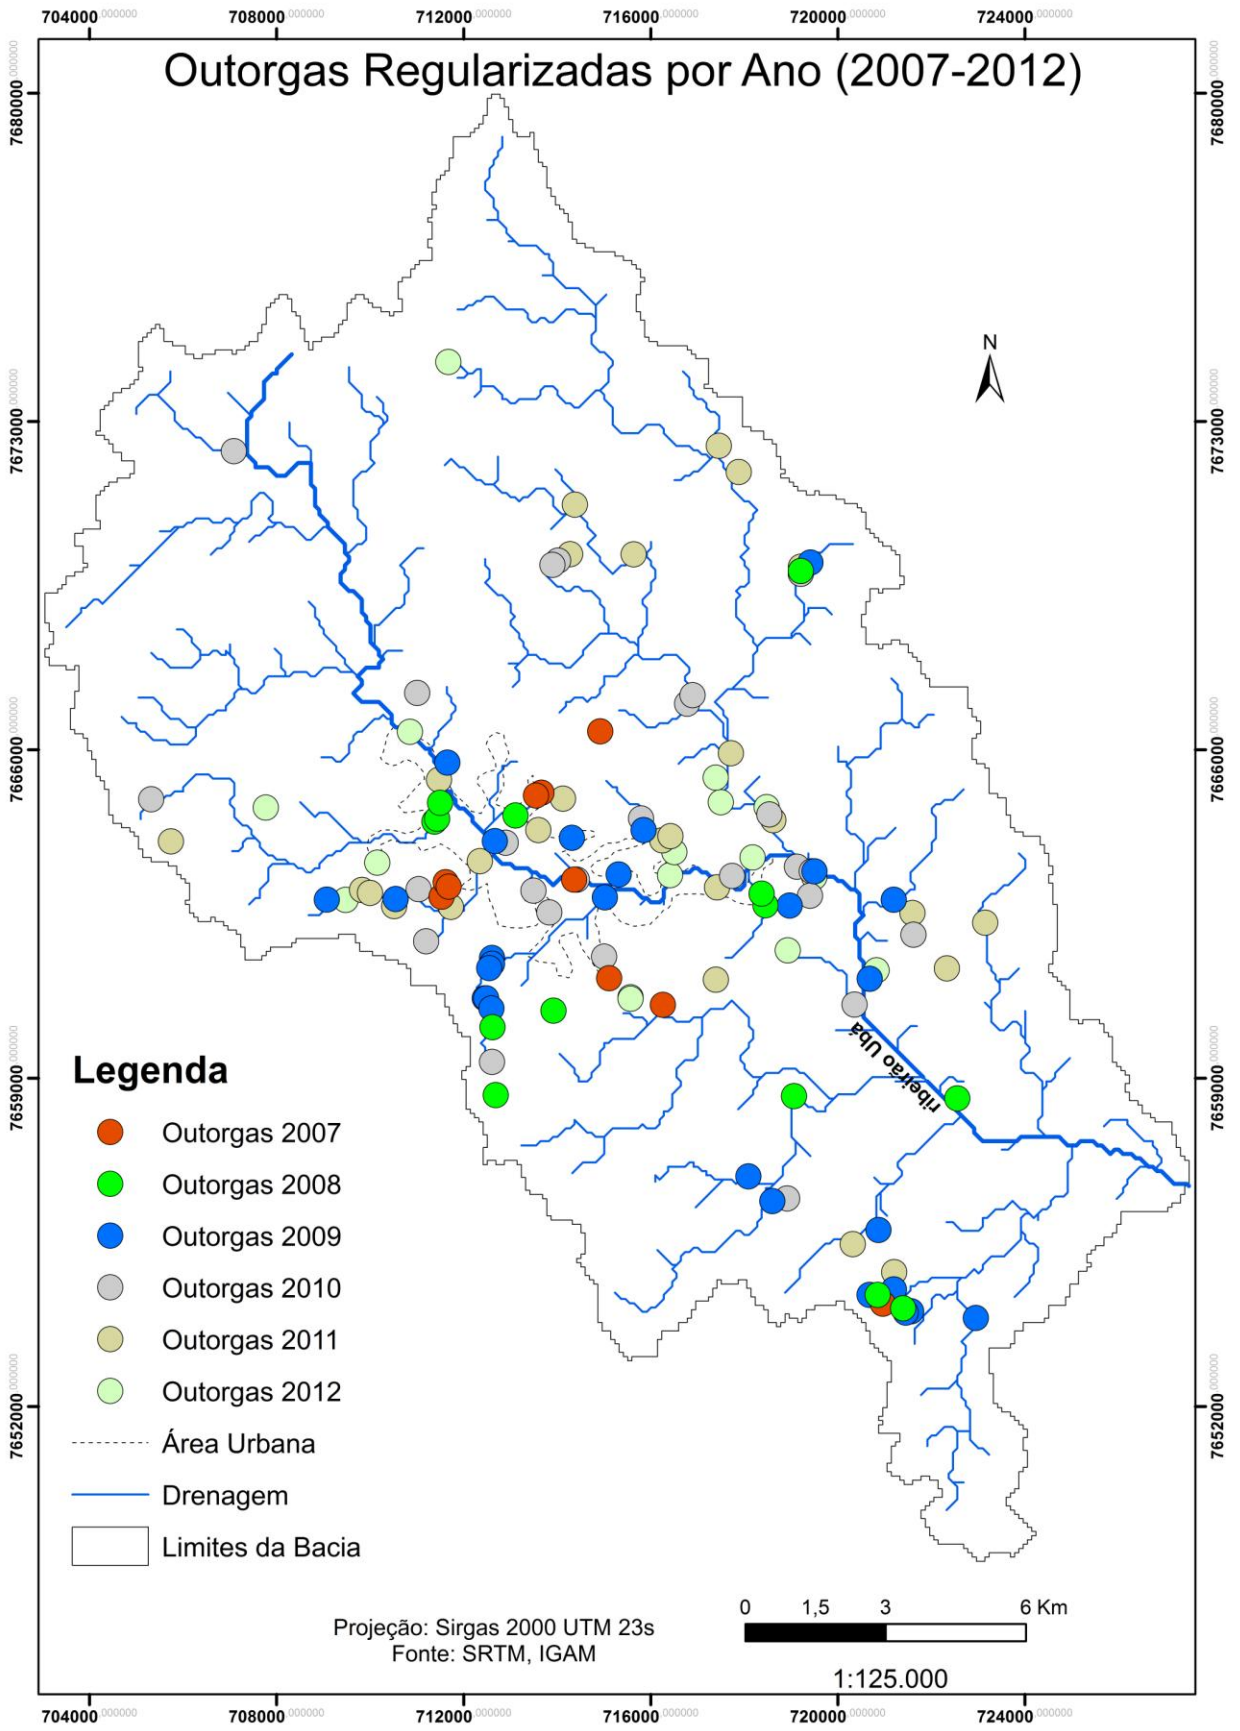 704000,000000 708000,000000 712000,000000 716000,000000 720000,000000 724000,000000
Outorgas Regularizadas por Ano (2007-2012)
7680000,000000 7680000,000000
N
7673000,000000 7673000,000000
7666000,000000 7666000,000000
ribeirão Ubá
7659000,000000 7659000,000000
Legenda
Outorgas 2007
Outorgas 2008
Outorgas 2009
Outorgas 2010
Outorgas 2011
Outorgas 2012
7652000,000000 7652000,000000
Área Urbana
Drenagem
Limites da Bacia
0 1,5 3 6 Km
Projeção: Sirgas 2000 UTM 23s
Fonte: SRTM, IGAM
1:125.000
704000,000000 708000,000000 712000,000000 716000,000000 720000,000000 724000,000000